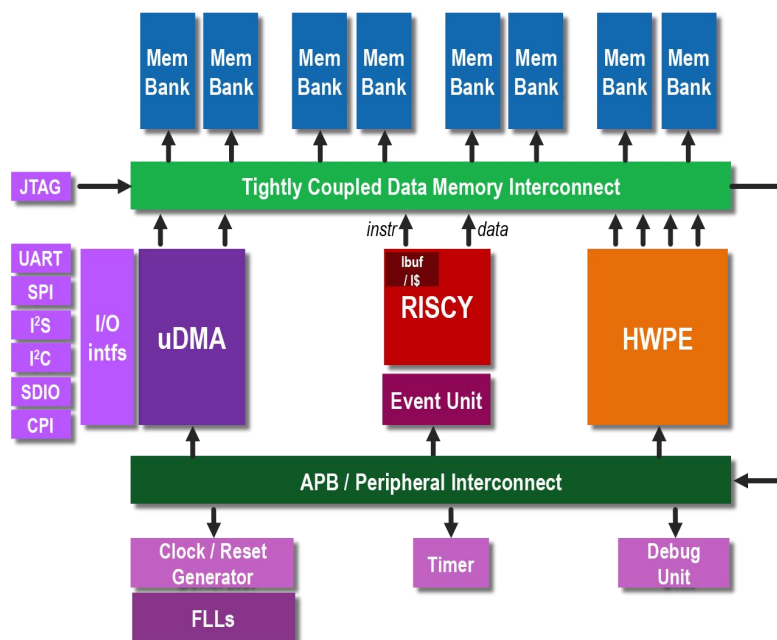 Mem Mem Mem Mem Mem Mem Mem Mem
Bank Bank Bank Bank Bank Bank Bank Bank
JTAG
Tightly Coupled Data Memory Interconnect
instr
data
UART
SPI
I²S
I²C
SDIO
CPI
I/O
intfs
uDMA
Ibuf
/ I$
RISCY
Event Unit
HWPE
APB / Peripheral Interconnect
Clock / Reset
Generator
FLLs
Timer
Debug
Unit